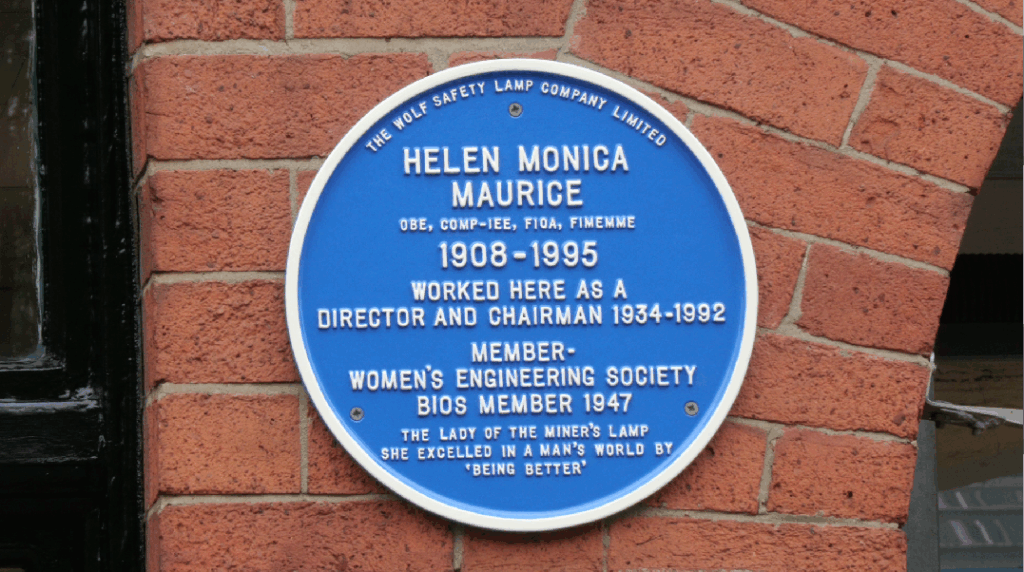 THE WOLF SAFETY LAMP COMPANY LIMITED
HELEN MONICA
MAURICE
OBE, COMP-IEE, FIQA, FIMEMME
1908-1995
WORKED HERE AS A
DIRECTOR AND CHAIRMAN 1934-1992
MEMBER-
WOMEN'S ENGINEERING SOCIETY
BIOS MEMBER 1947
THE LADY OF THE MINER'S LAMP
SHE EXCELLED IN A MAN'S WORLD BY
'BEING BETTER'